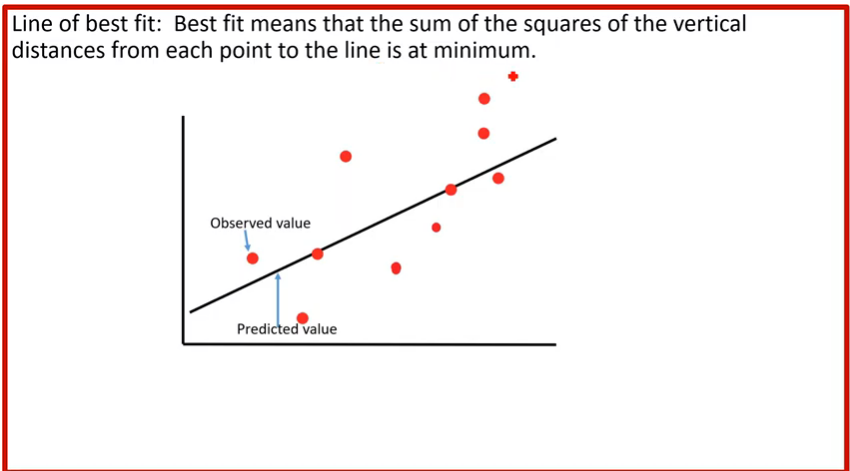 Line of best fit:  Best fit means that the sum of the squares of the vertical
distances from each point to the line is at minimum.
Observed value
Predicted value